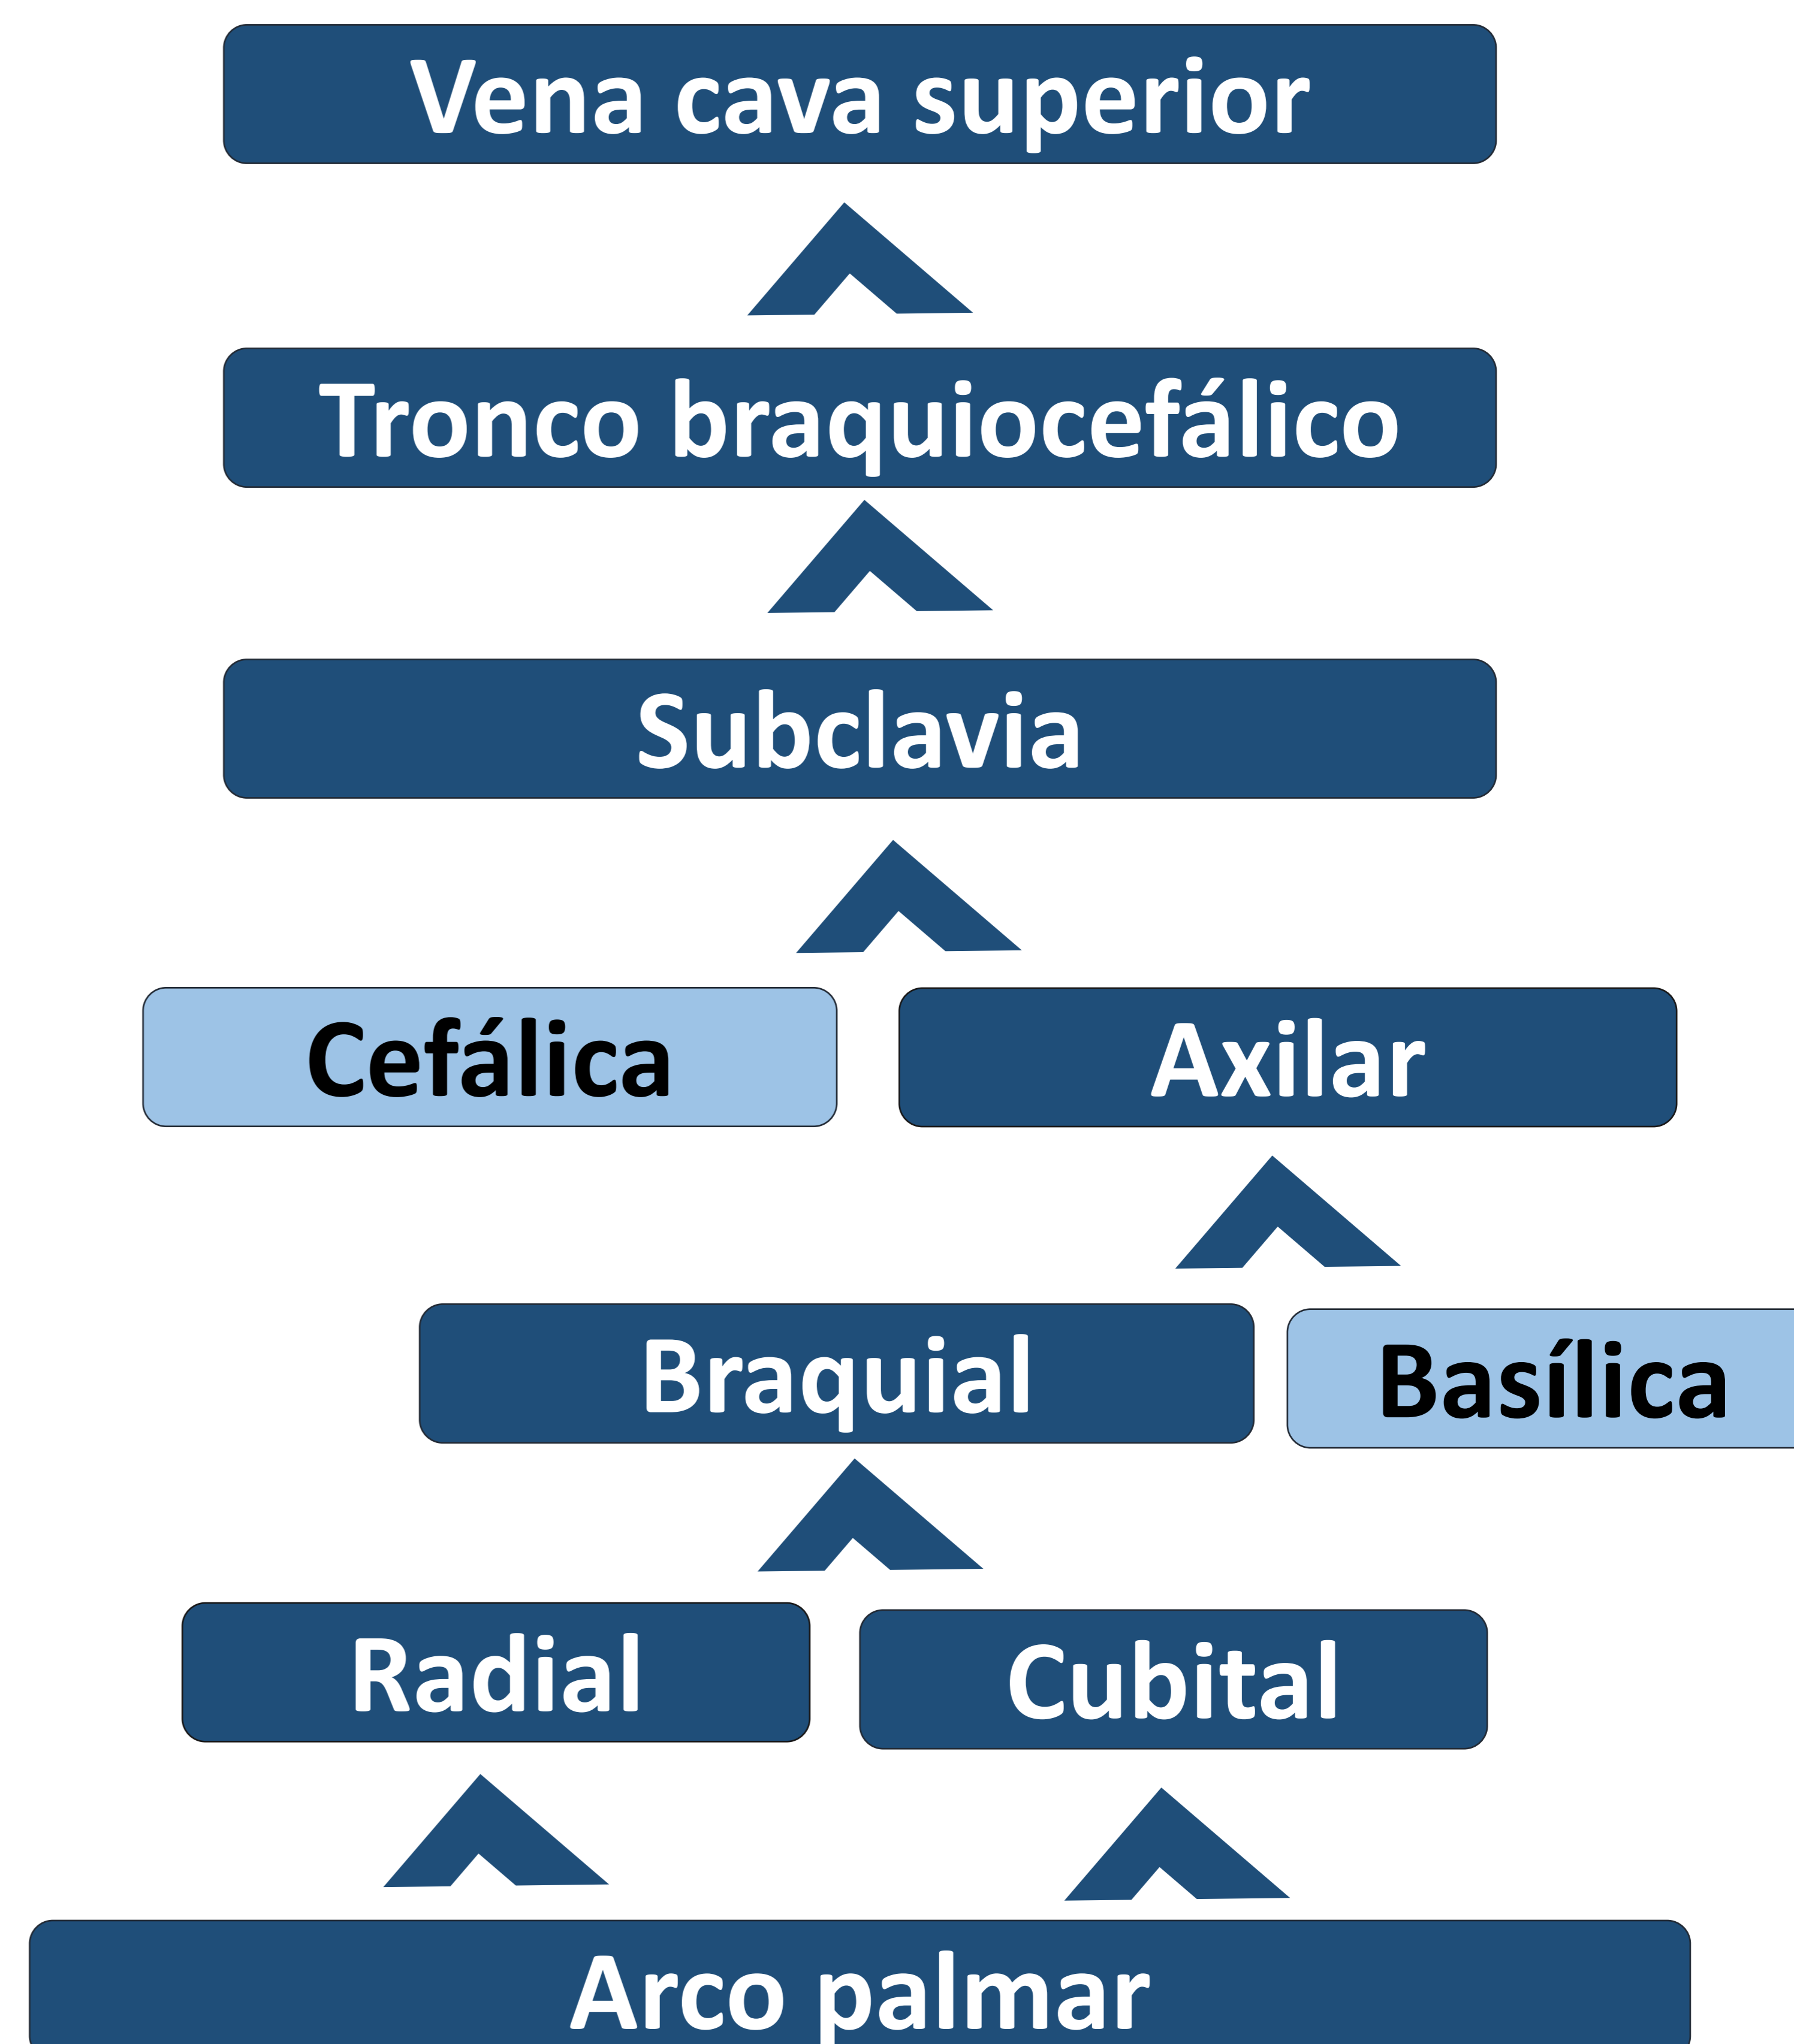 Vena cava superior
Tronco braquiocefálico
Subclavia
Cefálica
Axilar
Braquial
Basílica
Radial
Cubital
Arco palmar